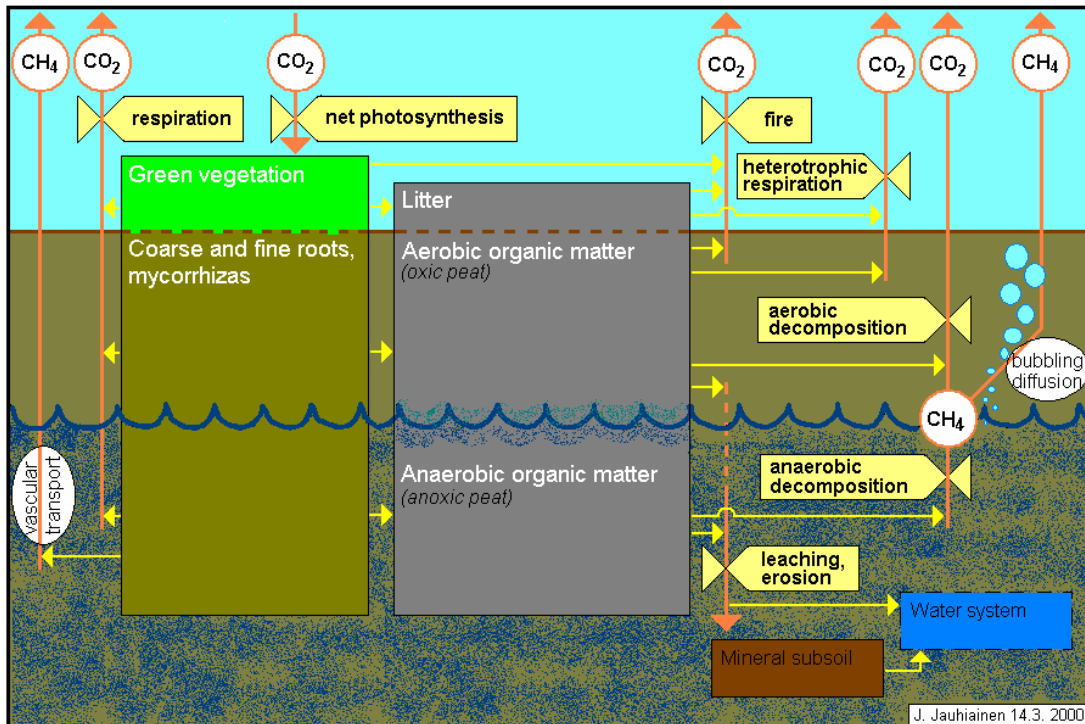 CH4
CO2
CO2
CO2
CO2
CO2
CH4
respiration
net photosynthesis
fire
heterotrophic
respiration
Green vegetation
Litter
Coarse and fine roots,
mycorrhizas
Aerobic organic matter
(oxic peat)
aerobic
decomposition
bubbling
diffusion
CH4
Anaerobic organic matter
(anoxic peat)
anaerobic
decomposition
vascular
transport
leaching,
erosion
Water system
Mineral subsoil
J. Jauhiainen 14.3. 2000